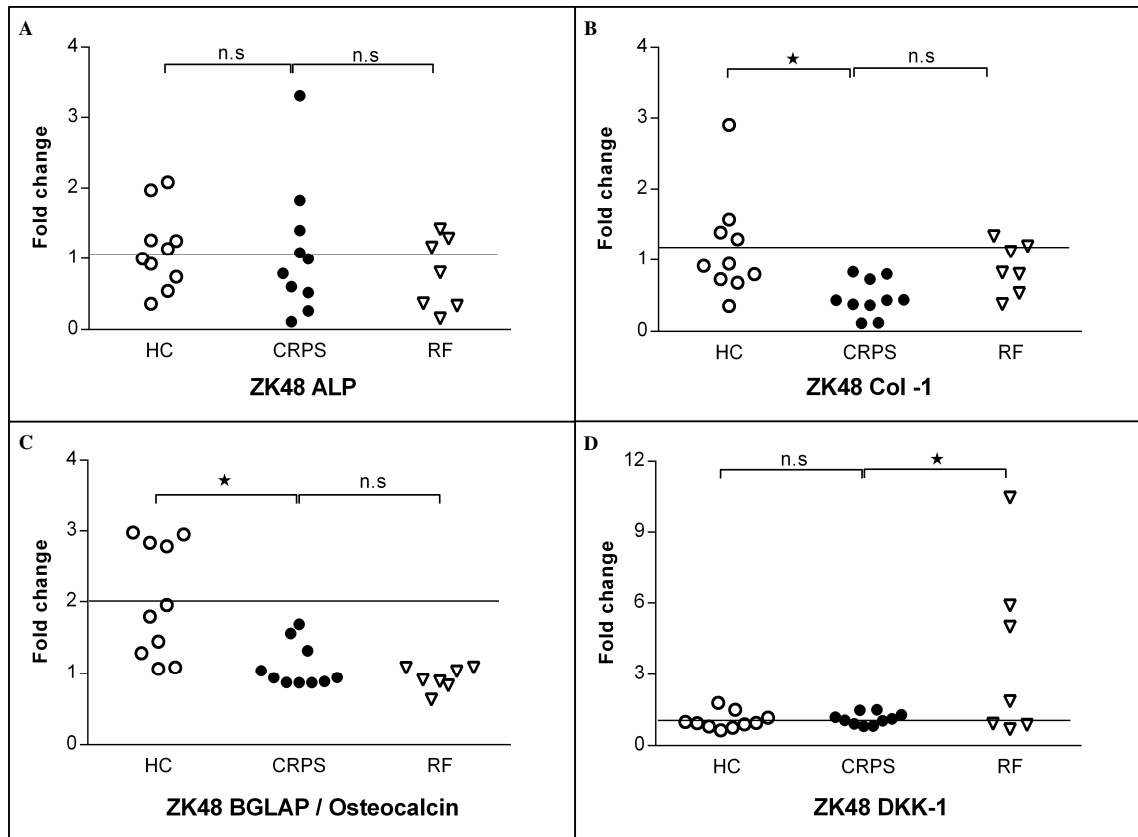 A
n.s
n.s
4
3
2
1
0
Fold change
HC
CRPS
RF
ZK48 ALP
B
★
n.s
4
3
2
1
0
Fold change
HC
CRPS
RF
ZK48 Col -1
C
★
n.s
4
3
2
1
0
Fold change
HC
CRPS
RF
ZK48 BGLAP / Osteocalcin
D
n.s
★
12
9
6
3
0
Fold change
HC
CRPS
RF
ZK48 DKK-1